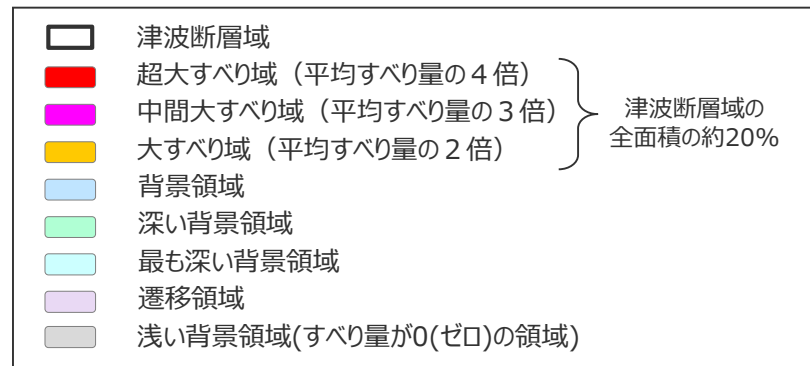 津波断層域
超大すべり域（平均すべり量の４倍）
中間大すべり域（平均すべり量の３倍）
大すべり域（平均すべり量の２倍）
津波断層域の
全面積の約20%
背景領域
深い背景領域
最も深い背景領域
遷移領域
浅い背景領域(すべり量が0(ゼロ)の領域)